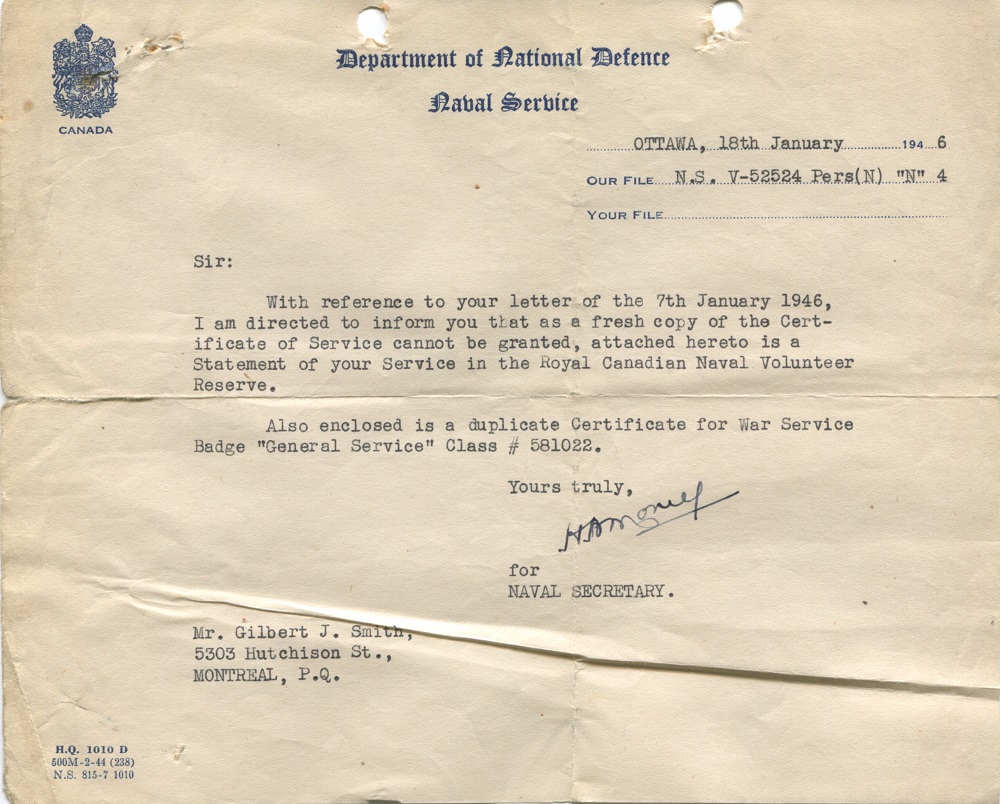 Department of National Defence
Naval Service
CANADA
OTTAWA, 18th January 1946
OUR FILE N.S. V-52524 Pers(N) "N" 4
YOUR FILE
Sir:
With reference to your letter of the 7th January 1946,
I am directed to inform you that as a fresh copy of the Cert-
ificate of Service cannot be granted, attached hereto is a
Statement of your Service in the Royal Canadian Naval Volunteer
Reserve.
Also enclosed is a duplicate Certificate for War Service
Badge "General Service" Class # 581022.
Yours truly,
for
NAVAL SECRETARY.
Mr. Gilbert J. Smith,
5303 Hutchison St.,
MONTREAL, P.Q.
H.Q. 1010 D
500M-2-44 (238)
N.S. 815-7 1010